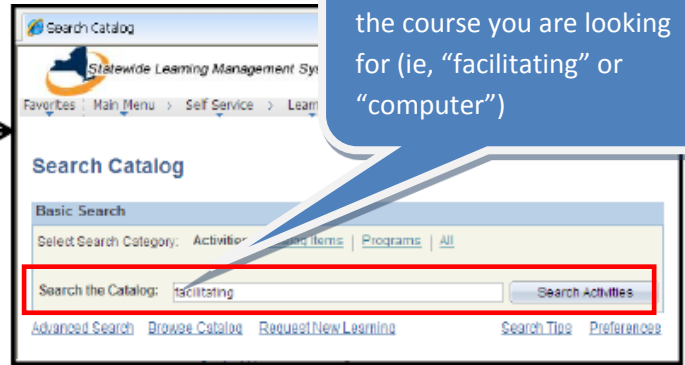 Search Catalog
the course you are looking
for (ie, “facilitating” or
“computer”)
Statewide Learning Management Sys
Favorites | Main Menu > Self Service > Learn
Search Catalog
Basic Search
Select Search Category: Activities Items | Programs | All
Search the Catalog: facilitating Search Activities
Advanced Search Browse Catalog Request New Learning Search Tips Preferences